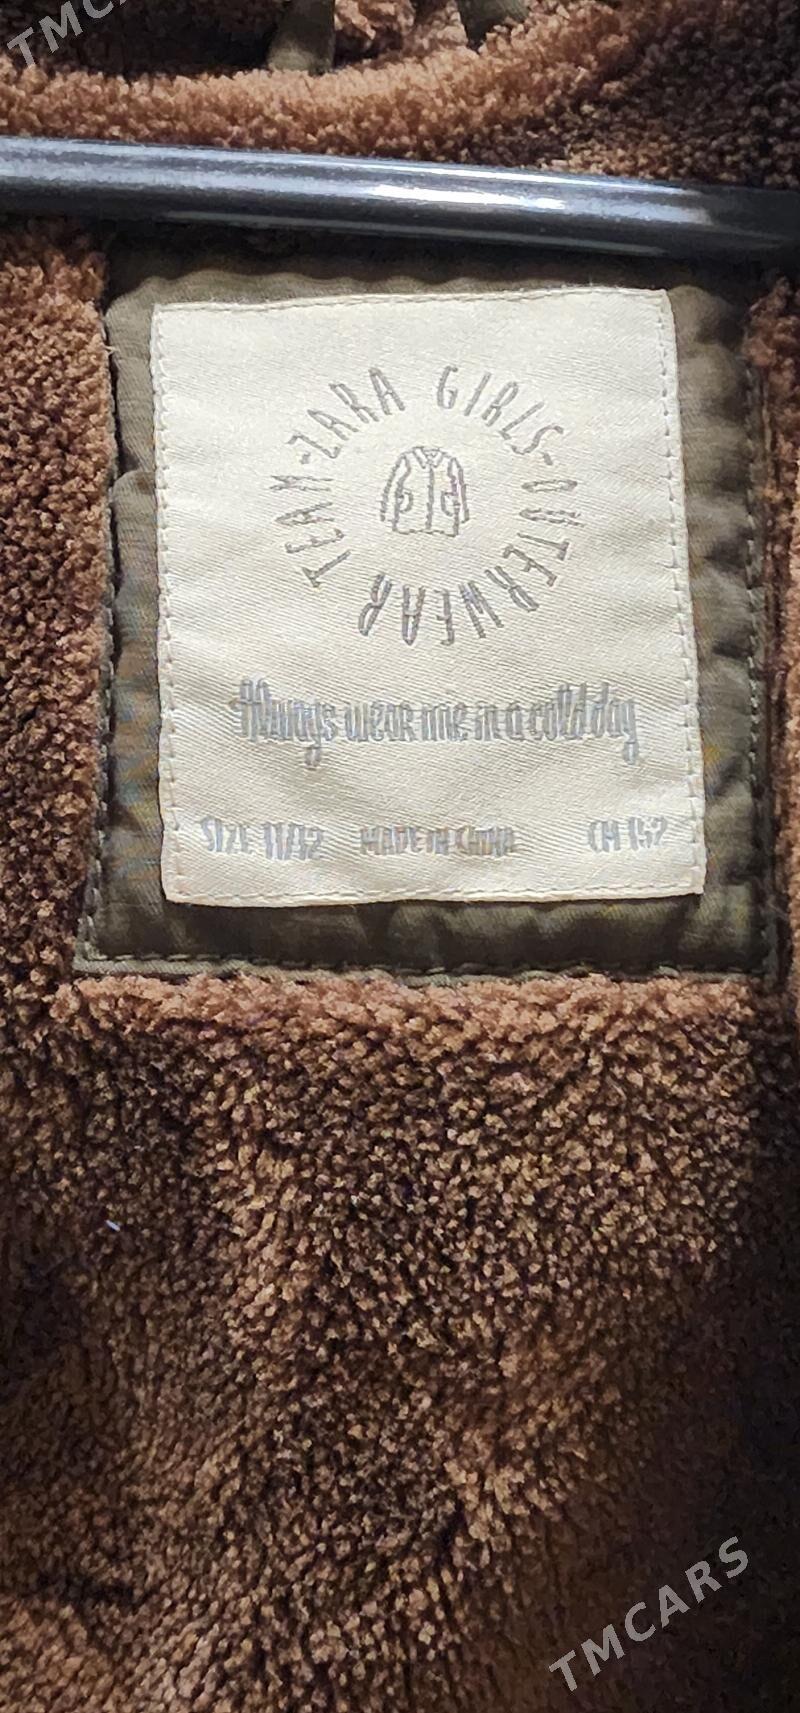 TMCARS
TEAM-ZARA GIRLS-OUTERWEAR
Always wear me in a cold day
SIZE 11/12 MADE IN CHINA CM 152
TMCARS